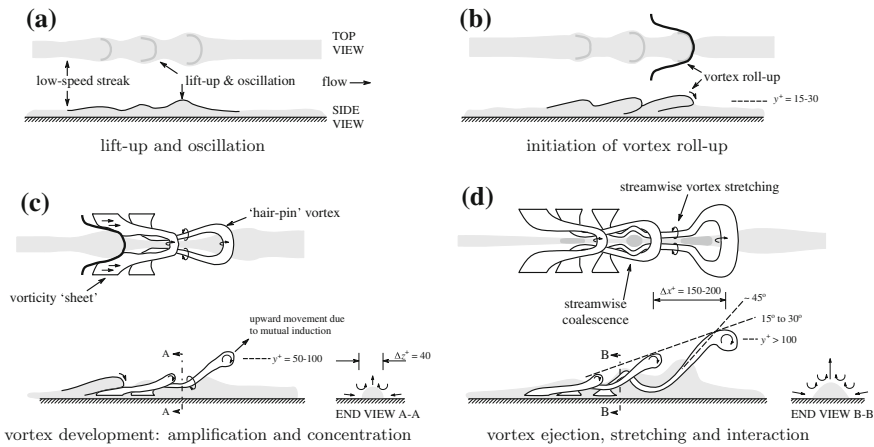 (a)
TOP
VIEW
low-speed streak
lift-up & oscillation
flow
SIDE
VIEW
lift-up and oscillation
(b)
vortex roll-up
y⁺ = 15-30
initiation of vortex roll-up
(c)
'hair-pin' vortex
vorticity 'sheet'
upward movement due
to mutual induction
A
y⁺ = 50-100
Δz⁺ = 40
A
END VIEW A-A
vortex development: amplification and concentration
(d)
streamwise vortex stretching
streamwise
coalescence
Δx⁺ = 150-200
~ 45º
15º to 30º
B
y⁺ > 100
B
END VIEW B-B
vortex ejection, stretching and interaction